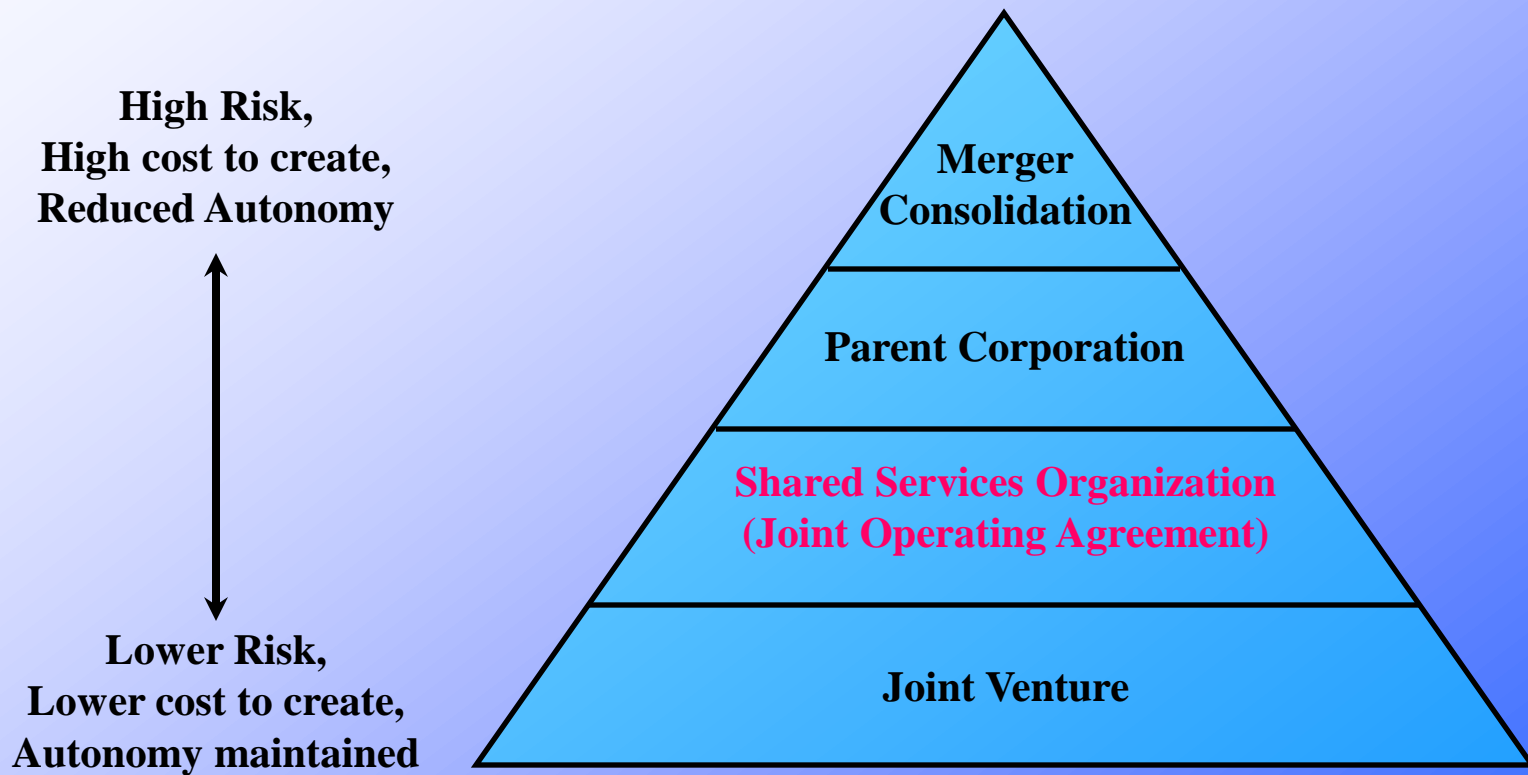 High Risk,
High cost to create,
Reduced Autonomy
Lower Risk,
Lower cost to create,
Autonomy maintained
Merger
Consolidation
Parent Corporation
Shared Services Organization
(Joint Operating Agreement)
Joint Venture